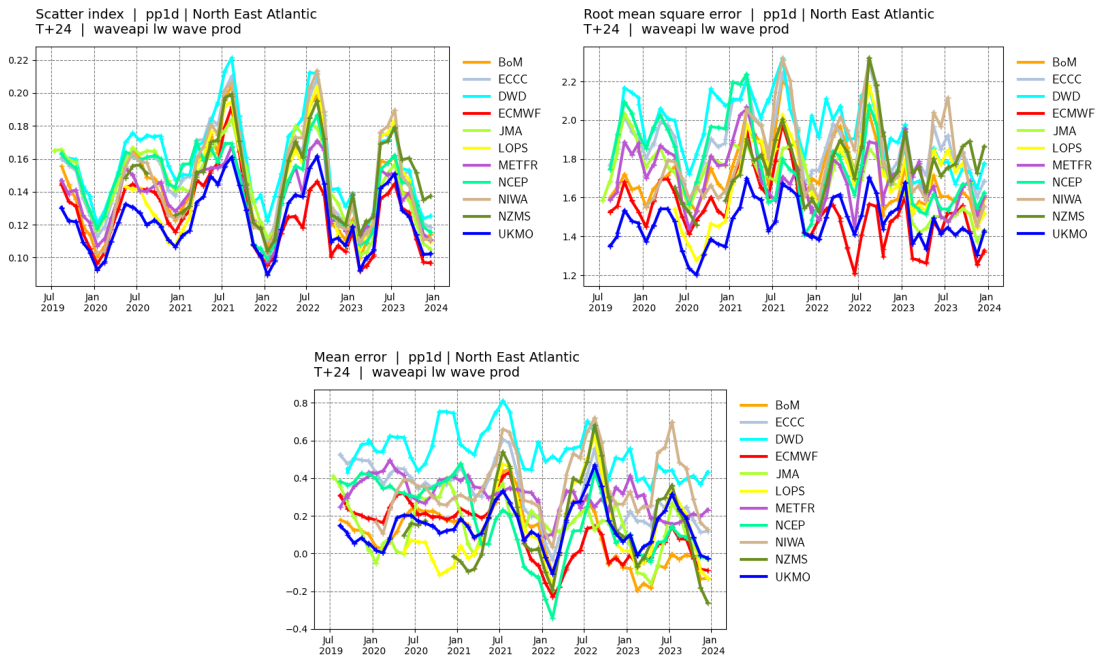 Scatter index | pp1d | North East Atlantic
T+24 | waveapi lw wave prod
0.22
0.20
0.18
0.16
0.14
0.12
0.10
Jul Jan Jul Jan Jul Jan Jul Jan Jul Jan
2019 2020 2020 2021 2021 2022 2022 2023 2023 2024
BoM
ECCC
DWD
ECMWF
JMA
LOPS
METFR
NCEP
NIWA
NZMS
UKMO
Root mean square error | pp1d | North East Atlantic
T+24 | waveapi lw wave prod
2.2
2.0
1.8
1.6
1.4
1.2
Jul Jan Jul Jan Jul Jan Jul Jan Jul Jan
2019 2020 2020 2021 2021 2022 2022 2023 2023 2024
BoM
ECCC
DWD
ECMWF
JMA
LOPS
METFR
NCEP
NIWA
NZMS
UKMO
Mean error | pp1d | North East Atlantic
T+24 | waveapi lw wave prod
0.8
0.6
0.4
0.2
0.0
−0.2
−0.4
Jul Jan Jul Jan Jul Jan Jul Jan Jul Jan
2019 2020 2020 2021 2021 2022 2022 2023 2023 2024
BoM
ECCC
DWD
ECMWF
JMA
LOPS
METFR
NCEP
NIWA
NZMS
UKMO